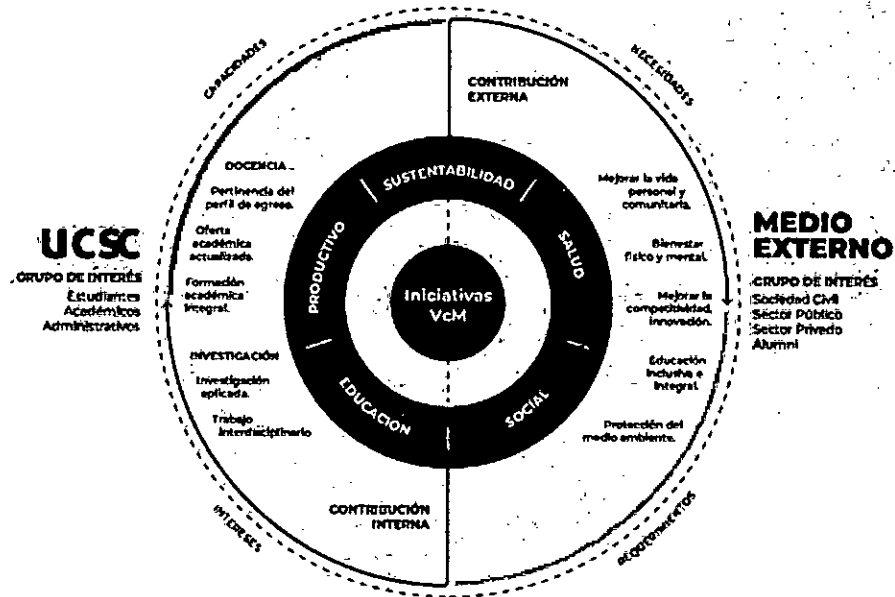 CAPACIDADES
NECESIDADES
CONTRIBUCIÓN
EXTERNA
DOCENCIA
Pertinencia del
perfil de egreso.
Oferta
académica
actualizada.
Formación
académica
integral.
INVESTIGACIÓN
Investigación
aplicada.
Trabajo
interdisciplinario
UCSC
GRUPO DE INTERÉS
Estudiantes
Académicos
Administrativos
SUSTENTABILIDAD
PRODUCTIVO
SALUD
Iniciativas
VcM
EDUCACIÓN
SOCIAL
Mejorar la vida
personal y
comunitaria.
Bienestar
físico y mental.
Mejorar la
competitividad,
innovación.
Educación
inclusiva e
integral.
Protección del
medio ambiente.
MEDIO
EXTERNO
GRUPO DE INTERÉS
Sociedad Civil
Sector Público
Sector Privado
Alumni
CONTRIBUCIÓN
INTERNA
INTERESES
REQUERIMIENTOS